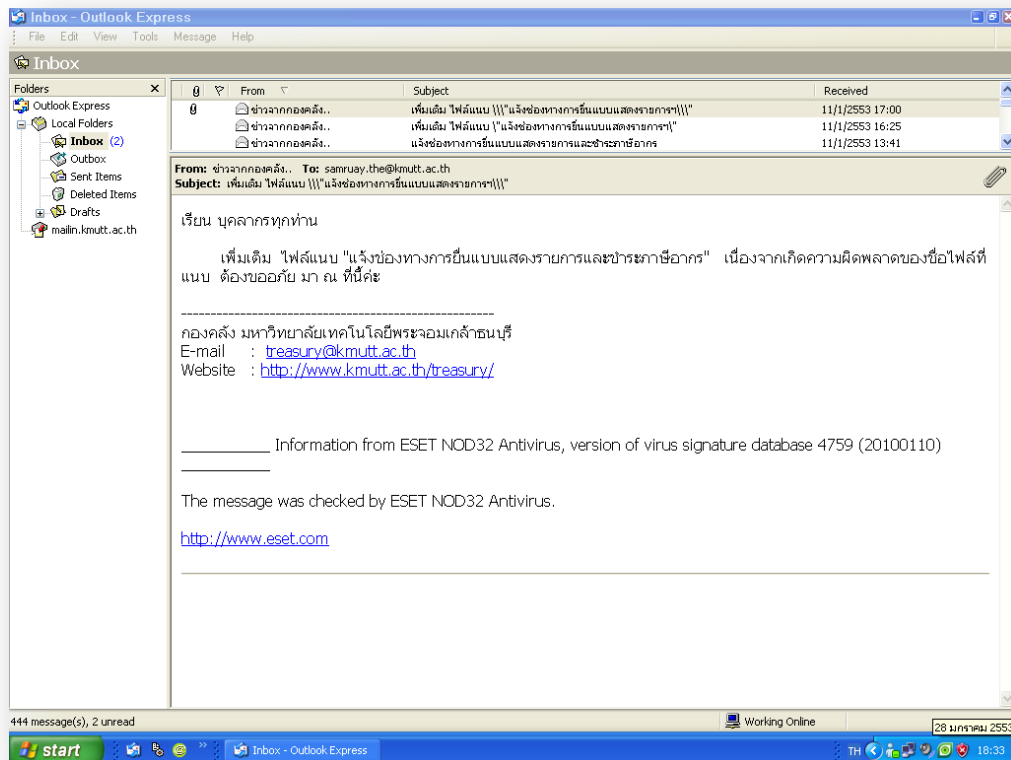 Inbox - Outlook Express
File Edit View Tools Message Help
Inbox
Folders
Outlook Express
Local Folders
Inbox (2)
Outbox
Sent Items
Deleted Items
Drafts
mailin.kmutt.ac.th
From Subject Received
ข่าวจากกองคลัง.. เพิ่มเติม ไฟล์แนบ \\\"แจ้งช่องทางการยื่นแบบแสดงรายการฯ\\\" 11/1/2553 17:00
ข่าวจากกองคลัง.. เพิ่มเติม ไฟล์แนบ \"แจ้งช่องทางการยื่นแบบแสดงรายการฯ\" 11/1/2553 16:25
ข่าวจากกองคลัง.. แจ้งช่องทางการยื่นแบบแสดงรายการและชำระภาษีอากร 11/1/2553 13:41
From: ข่าวจากกองคลัง.. To: samruay.the@kmutt.ac.th
Subject: เพิ่มเติม ไฟล์แนบ \\\"แจ้งช่องทางการยื่นแบบแสดงรายการฯ\\\"
เรียน บุคลากรทุกท่าน
เพิ่มเติม ไฟล์แนบ "แจ้งช่องทางการยื่นแบบแสดงรายการและชำระภาษีอากร" เนื่องจากเกิดความผิดพลาดของชื่อไฟล์ที่
แนบ ต้องขออภัย มา ณ ที่นี้ค่ะ
-----------------------------------------------------
กองคลัง มหาวิทยาลัยเทคโนโลยีพระจอมเกล้าธนบุรี
E-mail : treasury@kmutt.ac.th
Website : http://www.kmutt.ac.th/treasury/
__________ Information from ESET NOD32 Antivirus, version of virus signature database 4759 (20100110)
__________
The message was checked by ESET NOD32 Antivirus.
http://www.eset.com
444 message(s), 2 unread
Working Online
28 มกราคม 2553
start
Inbox - Outlook Express
TH
18:33